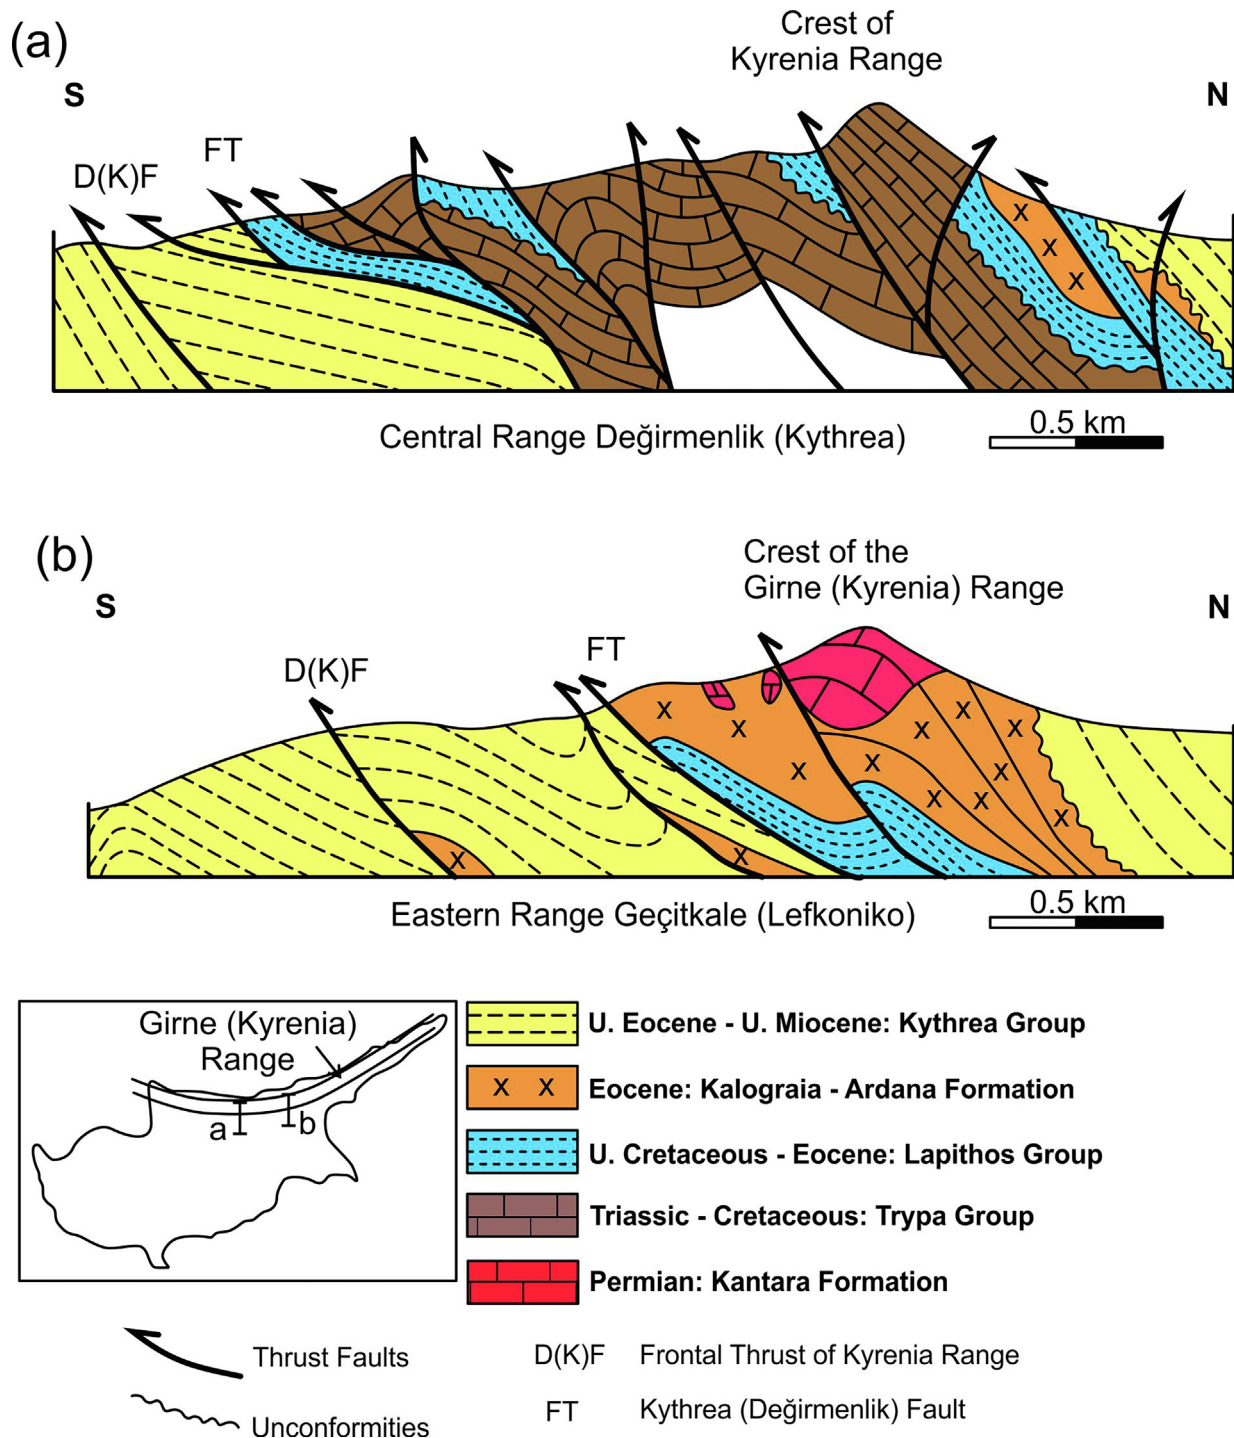 (a)
Crest of
Kyrenia Range
S
N
FT
D(K)F
X
X
X
0.5 km
Central Range Değirmenlik (Kythrea)
(b)
Crest of the
Girne (Kyrenia) Range
S
N
FT
D(K)F
X
X
X
X
X
X
X
X
X
X
X
X
X
0.5 km
Eastern Range Geçitkale (Lefkoniko)
Girne (Kyrenia)
Range
a
b
U. Eocene - U. Miocene: Kythrea Group
X X
Eocene: Kalograia - Ardana Formation
U. Cretaceous - Eocene: Lapithos Group
Triassic - Cretaceous: Trypa Group
Permian: Kantara Formation
Thrust Faults
D(K)F Frontal Thrust of Kyrenia Range
Unconformities
FT Kythrea (Değirmenlik) Fault